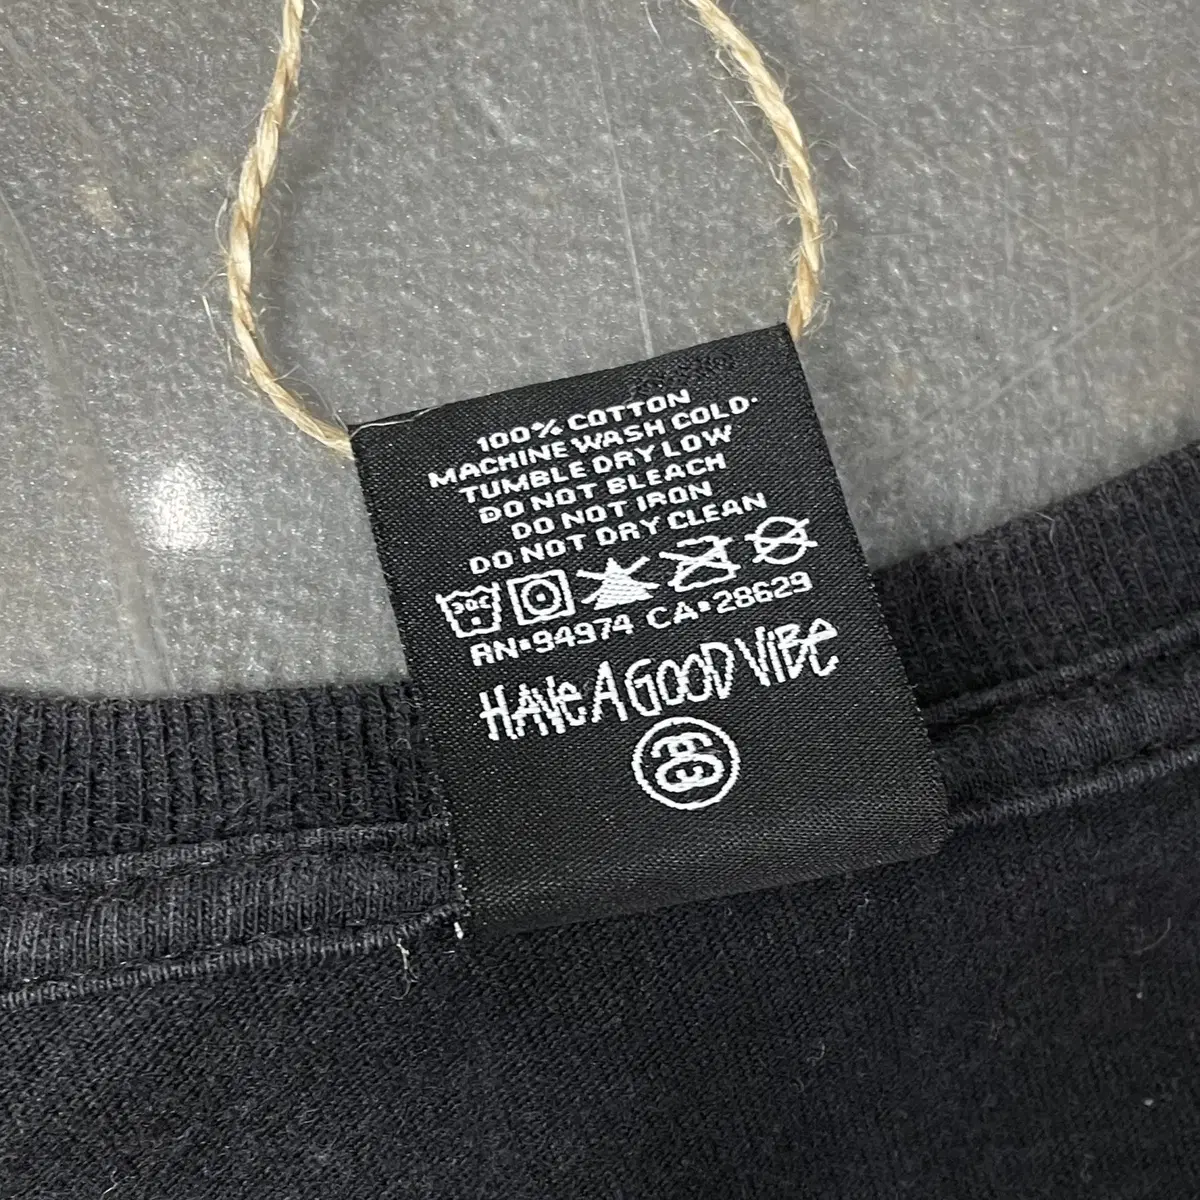 100% COTTON
MACHINE WASH COLD
TUMBLE DRY LOW
DO NOT BLEACH
DO NOT IRON
DO NOT DRY CLEAN
30C
RN#94974 CA#28629
HAVE A GOOD VIBE